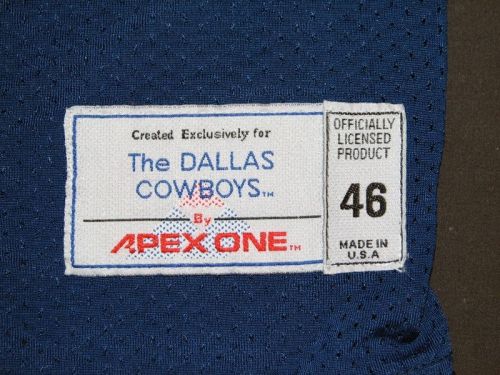 Created Exclusively for
The DALLAS
COWBOYS™
By
APEX ONE™
OFFICIALLY
LICENSED
PRODUCT
46
MADE IN
U.S.A